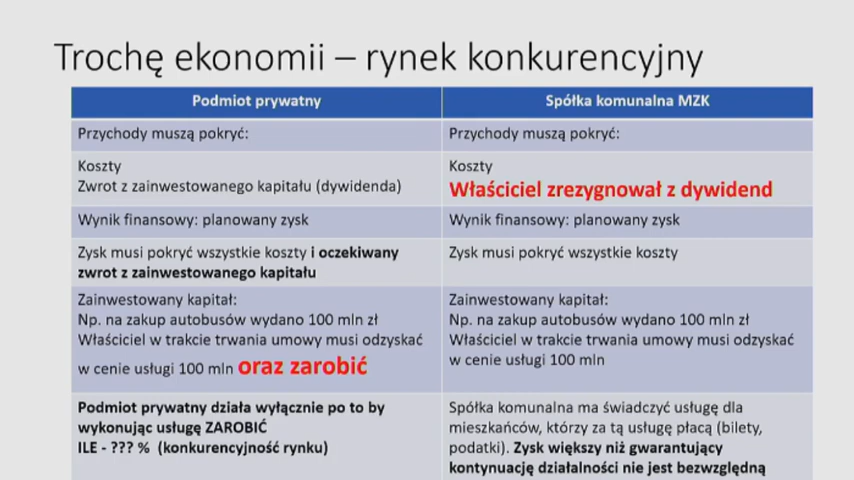 Trochę ekonomii – rynek konkurencyjny
Podmiot prywatny
Spółka komunalna MZK
Przychody muszą pokryć:
Przychody muszą pokryć:
Koszty
Zwrot z zainwestowanego kapitału (dywidenda)
Koszty
Właściciel zrezygnował z dywidend
Wynik finansowy: planowany zysk
Wynik finansowy: planowany zysk
Zysk musi pokryć wszystkie koszty i oczekiwany
zwrot z zainwestowanego kapitału
Zysk musi pokryć wszystkie koszty
Zainwestowany kapitał:
Np. na zakup autobusów wydano 100 mln zł
Właściciel w trakcie trwania umowy musi odzyskać
w cenie usługi 100 mln oraz zarobić
Zainwestowany kapitał:
Np. na zakup autobusów wydano 100 mln zł
Właściciel w trakcie trwania umowy musi odzyskać
w cenie usługi 100 mln
Podmiot prywatny działa wyłącznie po to by
wykonując usługę ZAROBIĆ
ILE - ??? % (konkurencyjność rynku)
Spółka komunalna ma świadczyć usługę dla
mieszkańców, którzy za tą usługę płacą (bilety,
podatki). Zysk większy niż gwarantujący
kontynuację działalności nie jest bezwzględną